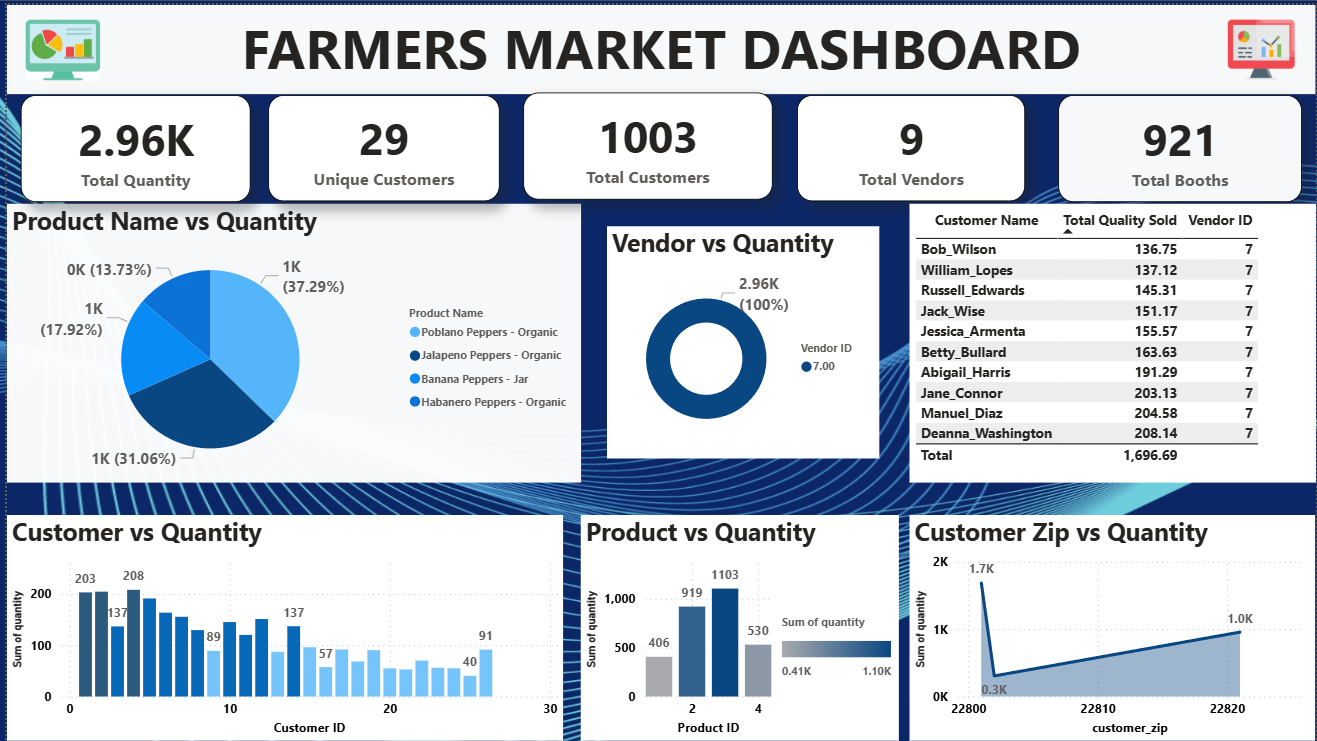 FARMERS MARKET DASHBOARD
2.96K
Total Quantity
29
Unique Customers
1003
Total Customers
9
Total Vendors
921
Total Booths
Product Name vs Quantity
0K (13.73%)
1K
(37.29%)
1K
(17.92%)
1K (31.06%)
Product Name
Poblano Peppers - Organic
Jalapeno Peppers - Organic
Banana Peppers - Jar
Habanero Peppers - Organic
Vendor vs Quantity
2.96K
(100%)
Vendor ID
7.00
Customer Name Total Quality Sold Vendor ID
Bob_Wilson 136.75 7
William_Lopes 137.12 7
Russell_Edwards 145.31 7
Jack_Wise 151.17 7
Jessica_Armenta 155.57 7
Betty_Bullard 163.63 7
Abigail_Harris 191.29 7
Jane_Connor 203.13 7
Manuel_Diaz 204.58 7
Deanna_Washington 208.14 7
Total 1,696.69
Customer vs Quantity
Sum of quantity
200
100
0
203
137
208
89
137
57
40
91
0 10 20 30
Customer ID
Product vs Quantity
Sum of quantity
1,000
500
0
406
919
1103
530
2 4
Product ID
Sum of quantity
0.41K 1.10K
Customer Zip vs Quantity
Sum of quantity
2K
1K
0K
1.7K
0.3K
1.0K
22800 22810 22820
customer_zip